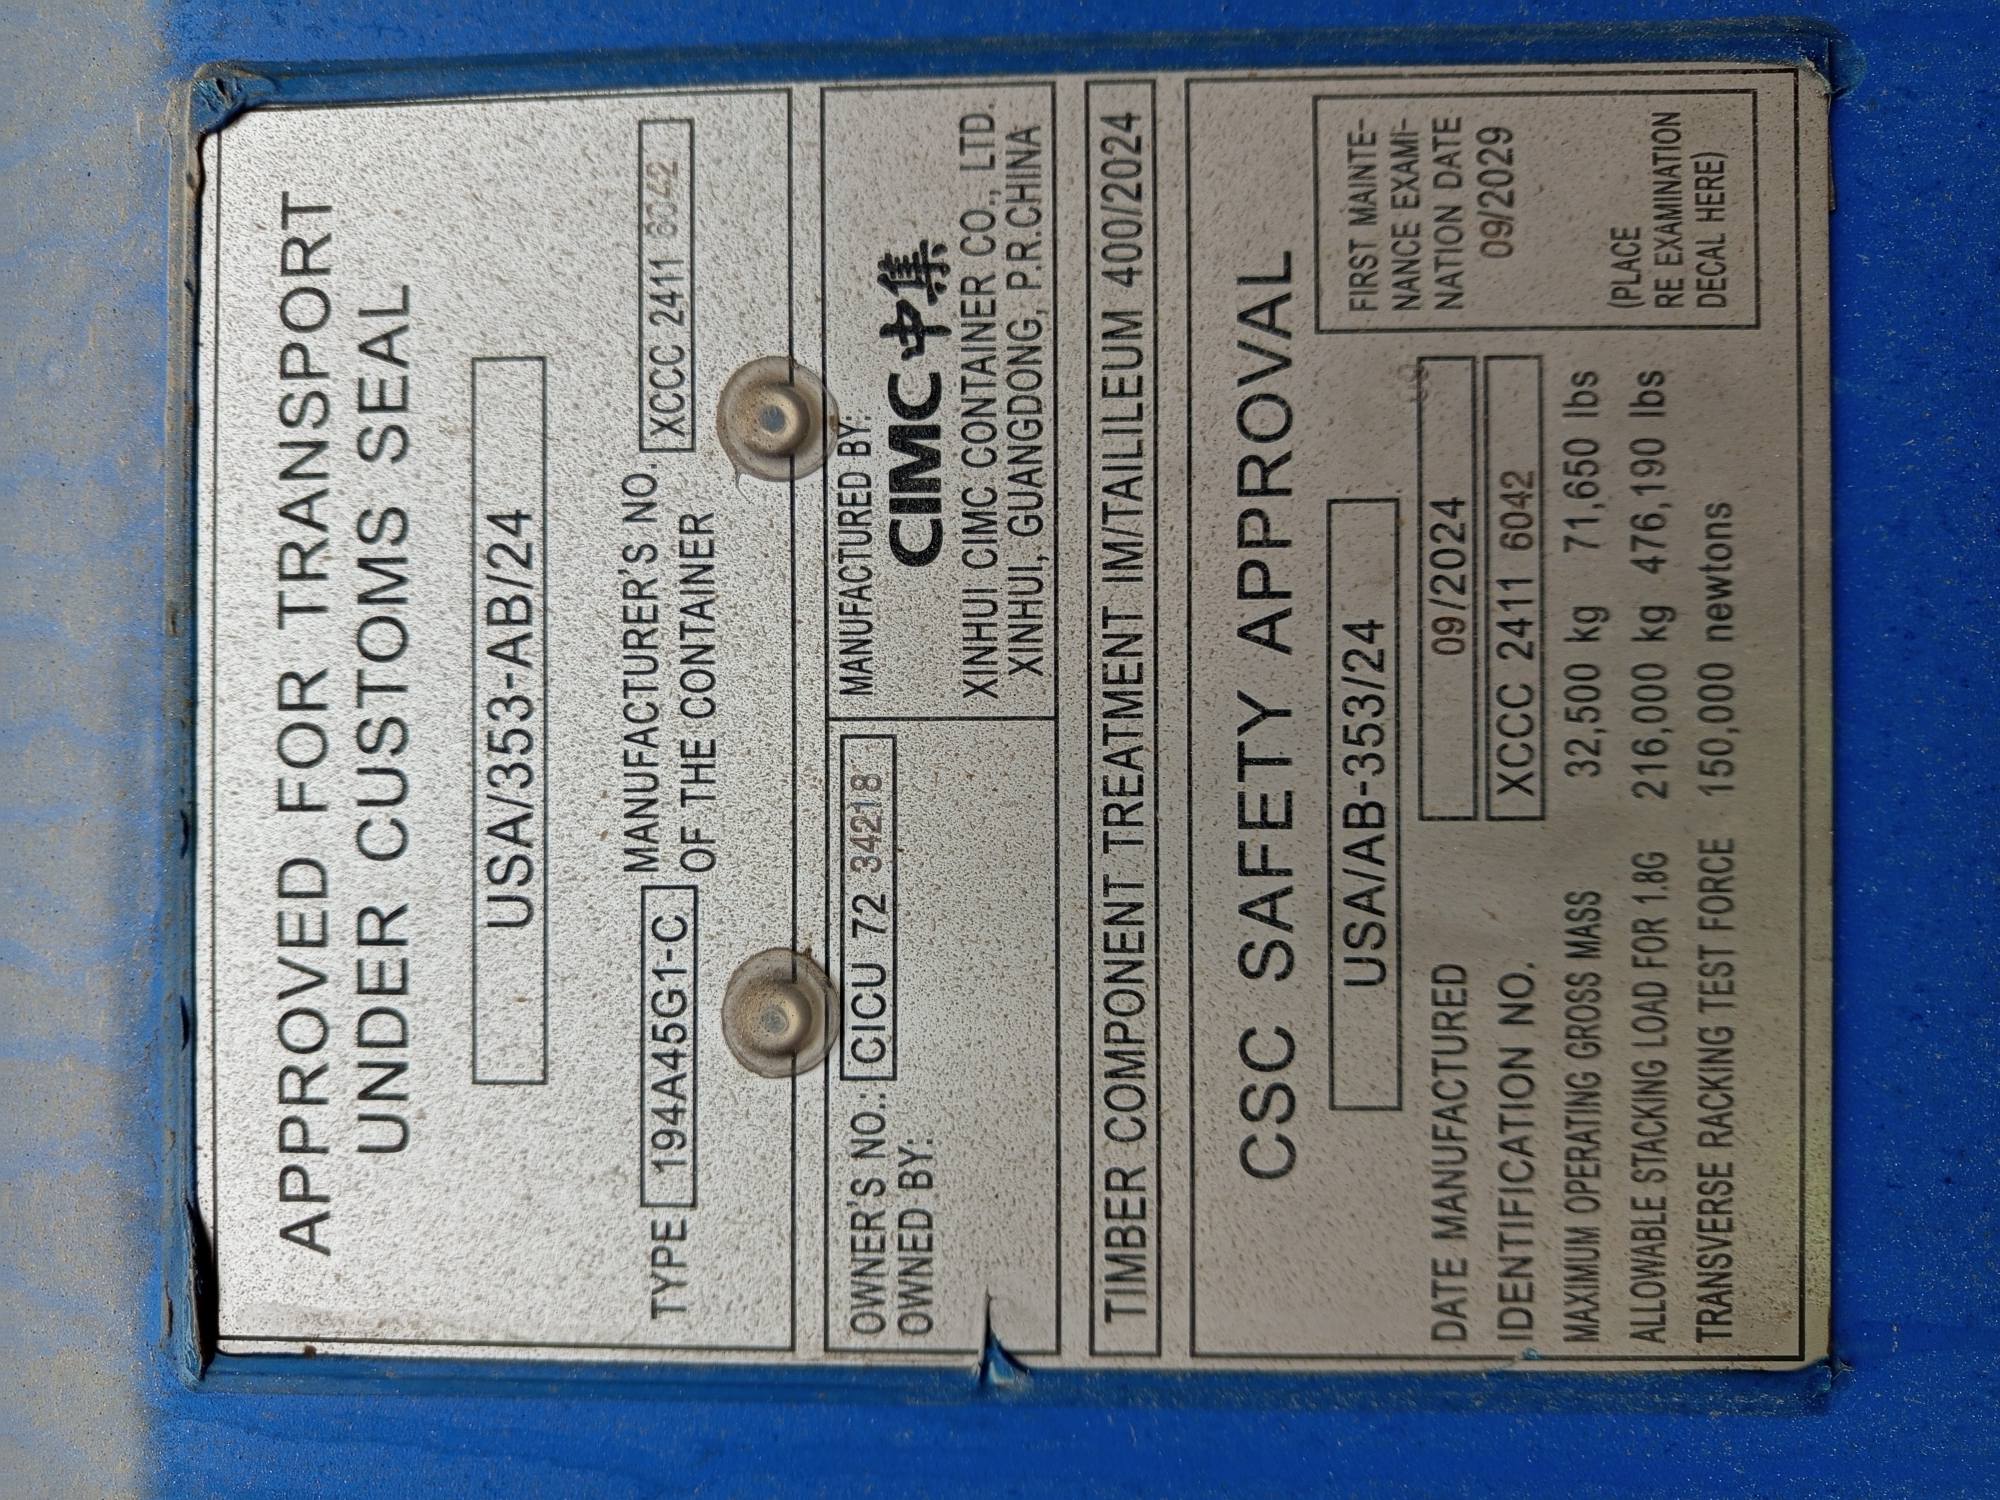 APPROVED FOR TRANSPORT
UNDER CUSTOMS SEAL
USA/353-AB/24
TYPE 194A45G1-C MANUFACTURER'S NO. OF THE CONTAINER XCCC 2411 6042
OWNER'S NO.: CICU 72 34218
OWNED BY:
MANUFACTURED BY:
CIMC 中集
XINHUI CIMC CONTAINER CO., LTD.
XINHUI, GUANGDONG, P.R.CHINA
TIMBER COMPONENT TREATMENT IM/TAILILEUM 400/2024
CSC SAFETY APPROVAL
USA/AB-353/24
DATE MANUFACTURED 09/2024
IDENTIFICATION NO. XCCC 2411 6042
MAXIMUM OPERATING GROSS MASS 32,500 kg 71,650 lbs
ALLOWABLE STACKING LOAD FOR 1.8G 216,000 kg 476,190 lbs
TRANSVERSE RACKING TEST FORCE 150,000 newtons
FIRST MAINTE-
NANCE EXAMI-
NATION DATE
09/2029
(PLACE
RE EXAMINATION
DECAL HERE)